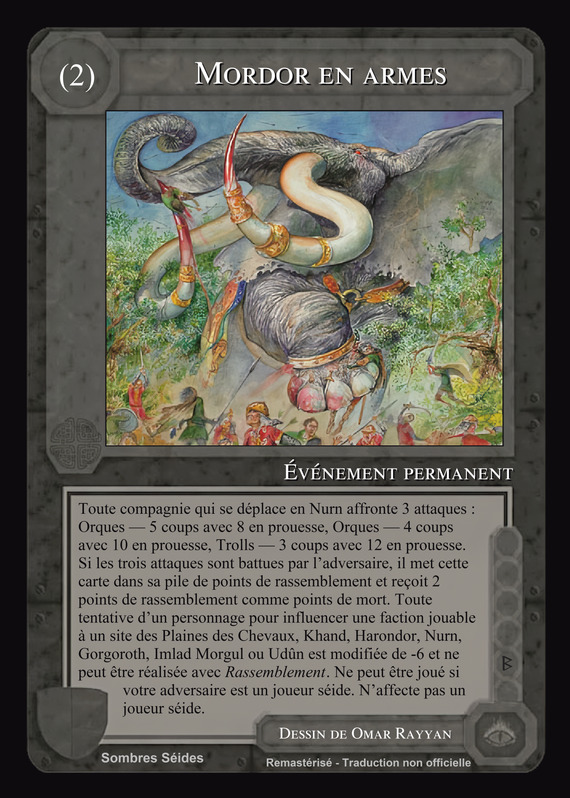 (2)
Mordor en armes
Événement permanent
Toute compagnie qui se déplace en Nurn affronte 3 attaques :
Orques — 5 coups avec 8 en prouesse, Orques — 4 coups
avec 10 en prouesse, Trolls — 3 coups avec 12 en prouesse.
Si les trois attaques sont battues par l’adversaire, il met cette
carte dans sa pile de points de rassemblement et reçoit 2
points de rassemblement comme points de mort. Toute
tentative d’un personnage pour influencer une faction jouable
à un site des Plaines des Chevaux, Khand, Harondor, Nurn,
Gorgoroth, Imlad Morgul ou Udûn est modifiée de -6 et ne
peut être réalisée avec Rassemblement. Ne peut être joué si
votre adversaire est un joueur séide. N’affecte pas un
joueur séide.
Dessin de Omar Rayyan
Sombres Séides
Remastérisé - Traduction non officielle